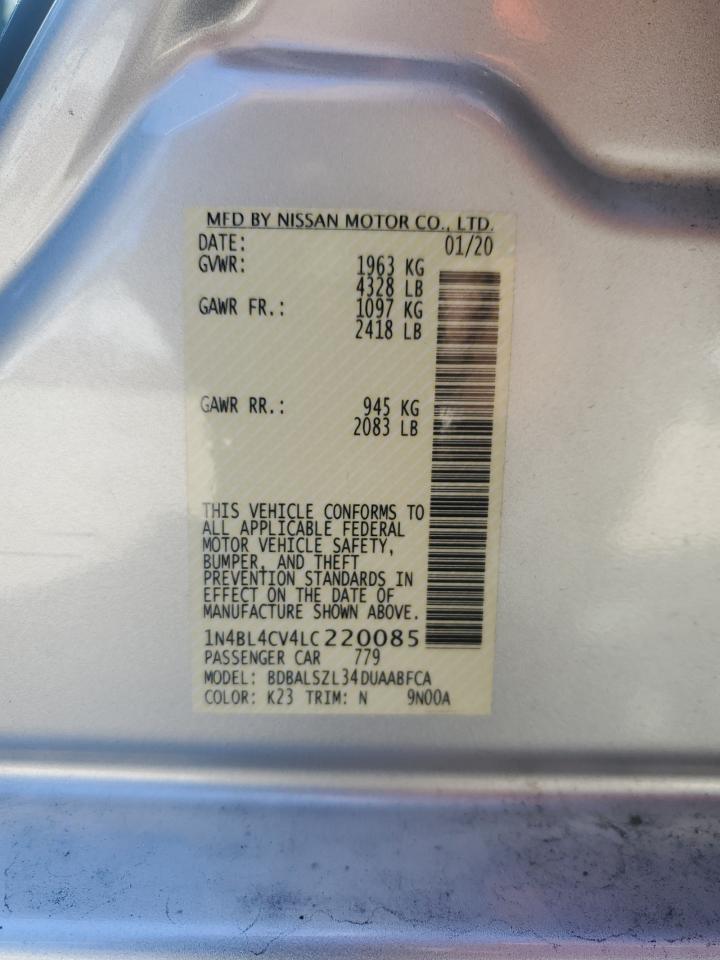 MFD BY NISSAN MOTOR CO., LTD.
DATE: 01/20
GVWR: 1963 KG
4328 LB
GAWR FR.: 1097 KG
2418 LB
GAWR RR.: 945 KG
2083 LB
THIS VEHICLE CONFORMS TO
ALL APPLICABLE FEDERAL
MOTOR VEHICLE SAFETY,
BUMPER, AND THEFT
PREVENTION STANDARDS IN
EFFECT ON THE DATE OF
MANUFACTURE SHOWN ABOVE.
1N4BL4CV4LC220085
PASSENGER CAR 779
MODEL: BDBALSZL34DUAABFCA
COLOR: K23 TRIM: N 9N00A